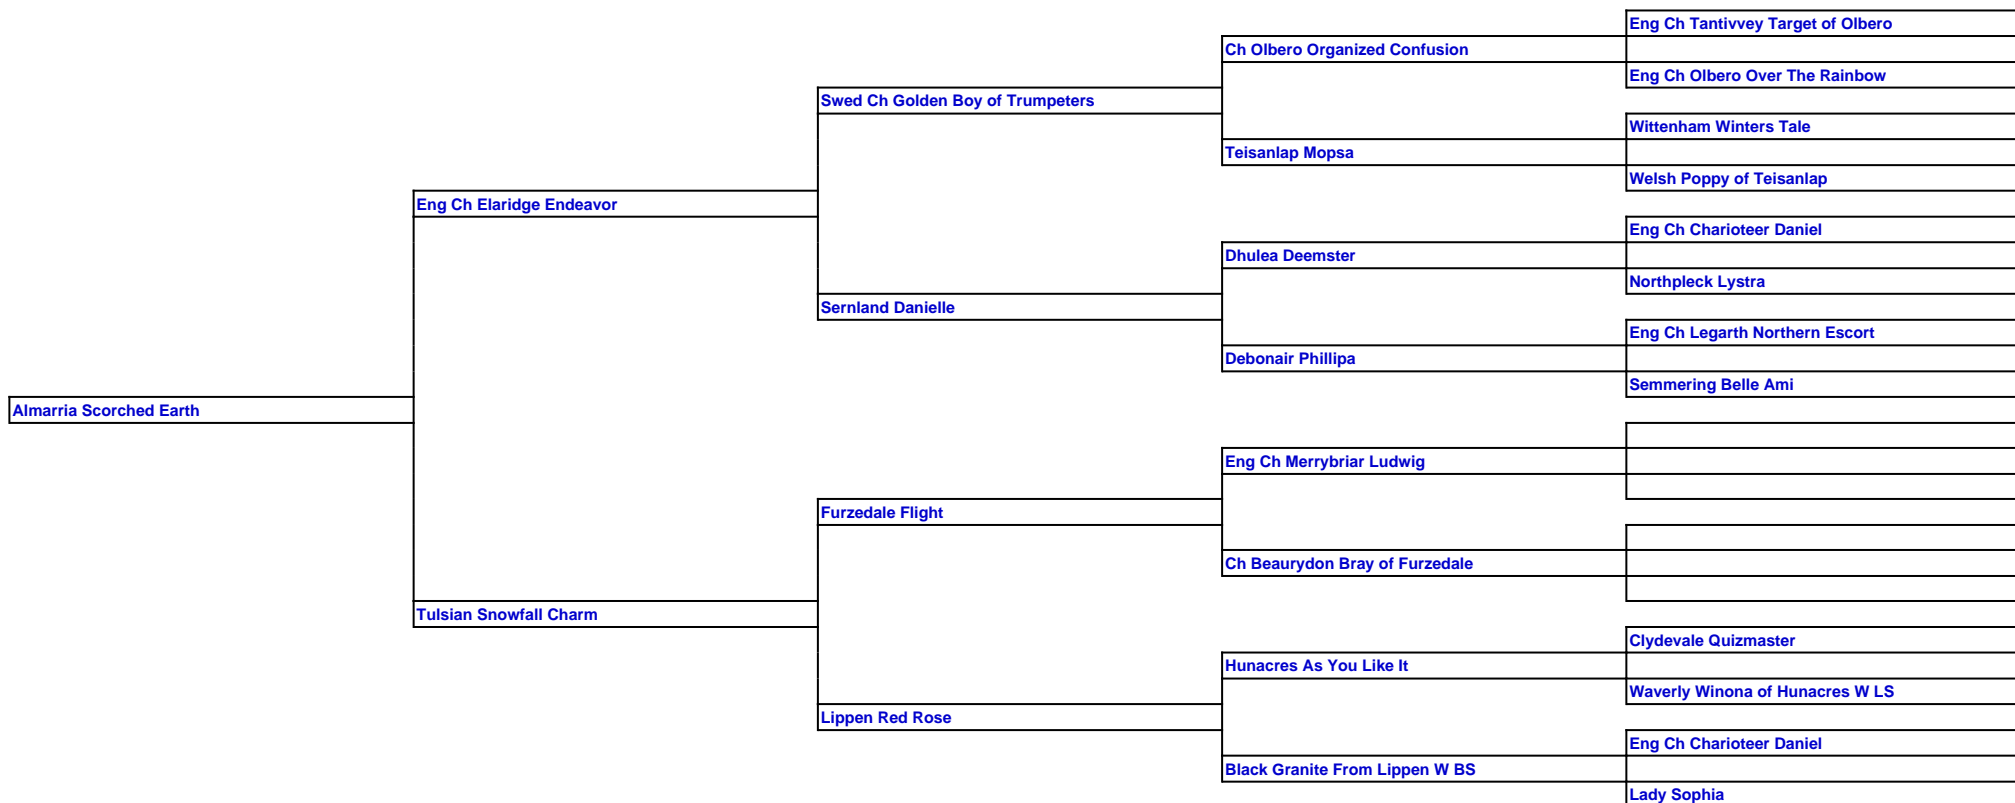 Eng Ch Tantivvey Target of Olbero
Ch Olbero Organized Confusion
Eng Ch Olbero Over The Rainbow
Swed Ch Golden Boy of Trumpeters
Wittenham Winters Tale
Teisanlap Mopsa
Welsh Poppy of Teisanlap
Eng Ch Elaridge Endeavor
Eng Ch Charioteer Daniel
Dhulea Deemster
Northpleck Lystra
Sernland Danielle
Eng Ch Legarth Northern Escort
Debonair Phillipa
Semmering Belle Ami
Almarria Scorched Earth
Eng Ch Merrybriar Ludwig
Furzedale Flight
Ch Beaurydon Bray of Furzedale
Tulsian Snowfall Charm
Clydevale Quizmaster
Hunacres As You Like It
Waverly Winona of Hunacres W LS
Lippen Red Rose
Eng Ch Charioteer Daniel
Black Granite From Lippen W BS
Lady Sophia